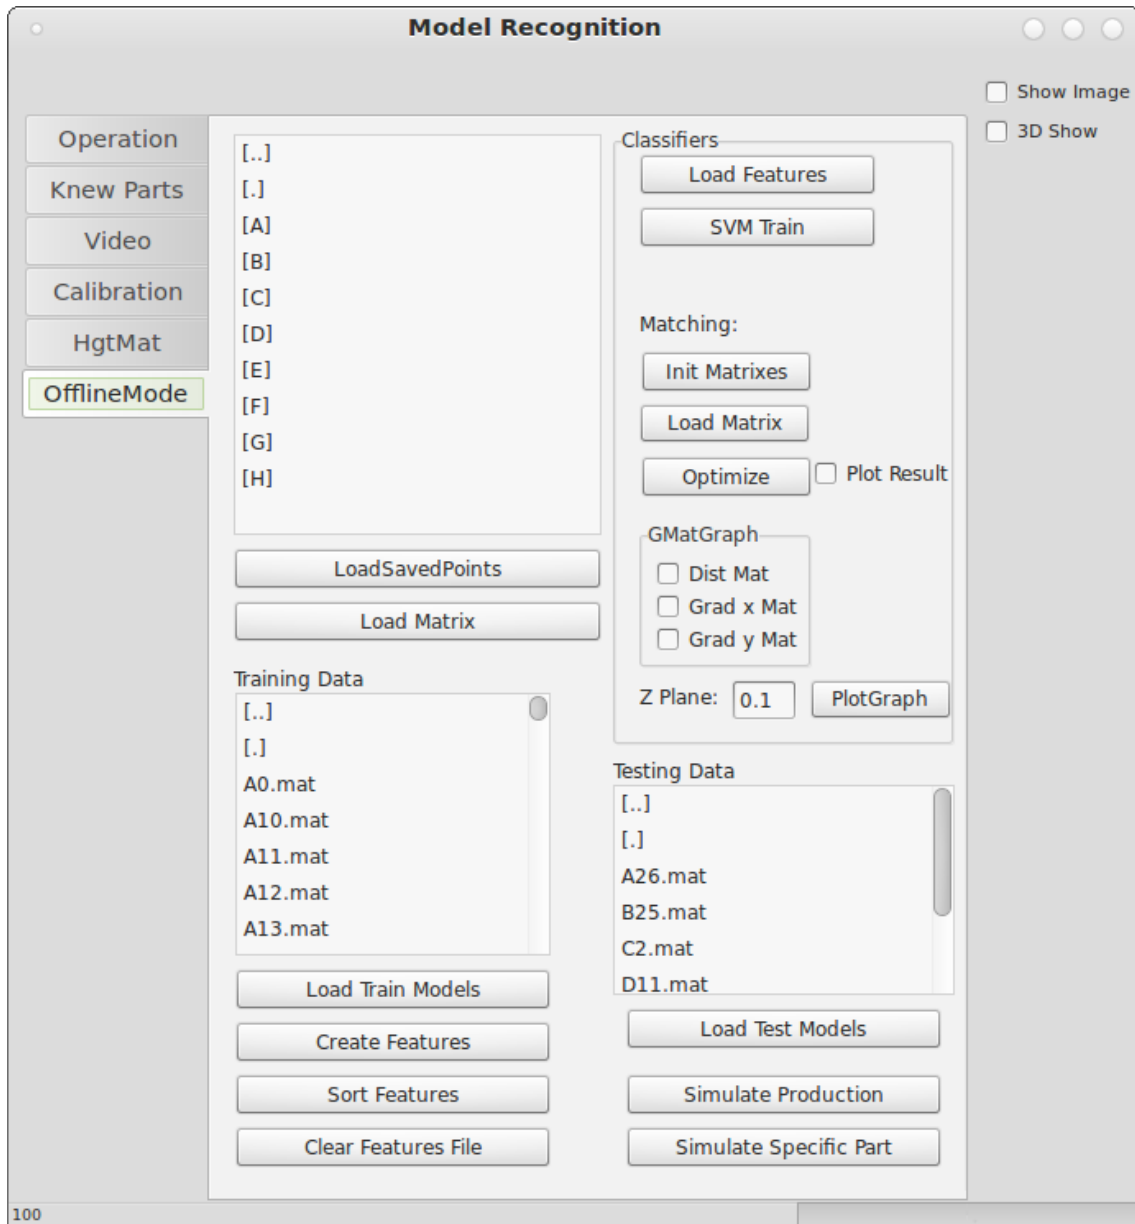 Model Recognition
Show Image
3D Show
Operation
Knew Parts
Video
Calibration
HgtMat
OfflineMode
[..]
[.]
[A]
[B]
[C]
[D]
[E]
[F]
[G]
[H]
LoadSavedPoints
Load Matrix
Training Data
[..]
[.]
A0.mat
A10.mat
A11.mat
A12.mat
A13.mat
Load Train Models
Create Features
Sort Features
Clear Features File
Classifiers
Load Features
SVM Train
Matching:
Init Matrixes
Load Matrix
Optimize
Plot Result
GMatGraph
Dist Mat
Grad x Mat
Grad y Mat
Z Plane: 0.1 PlotGraph
Testing Data
[..]
[.]
A26.mat
B25.mat
C2.mat
D11.mat
Load Test Models
Simulate Production
Simulate Specific Part
100